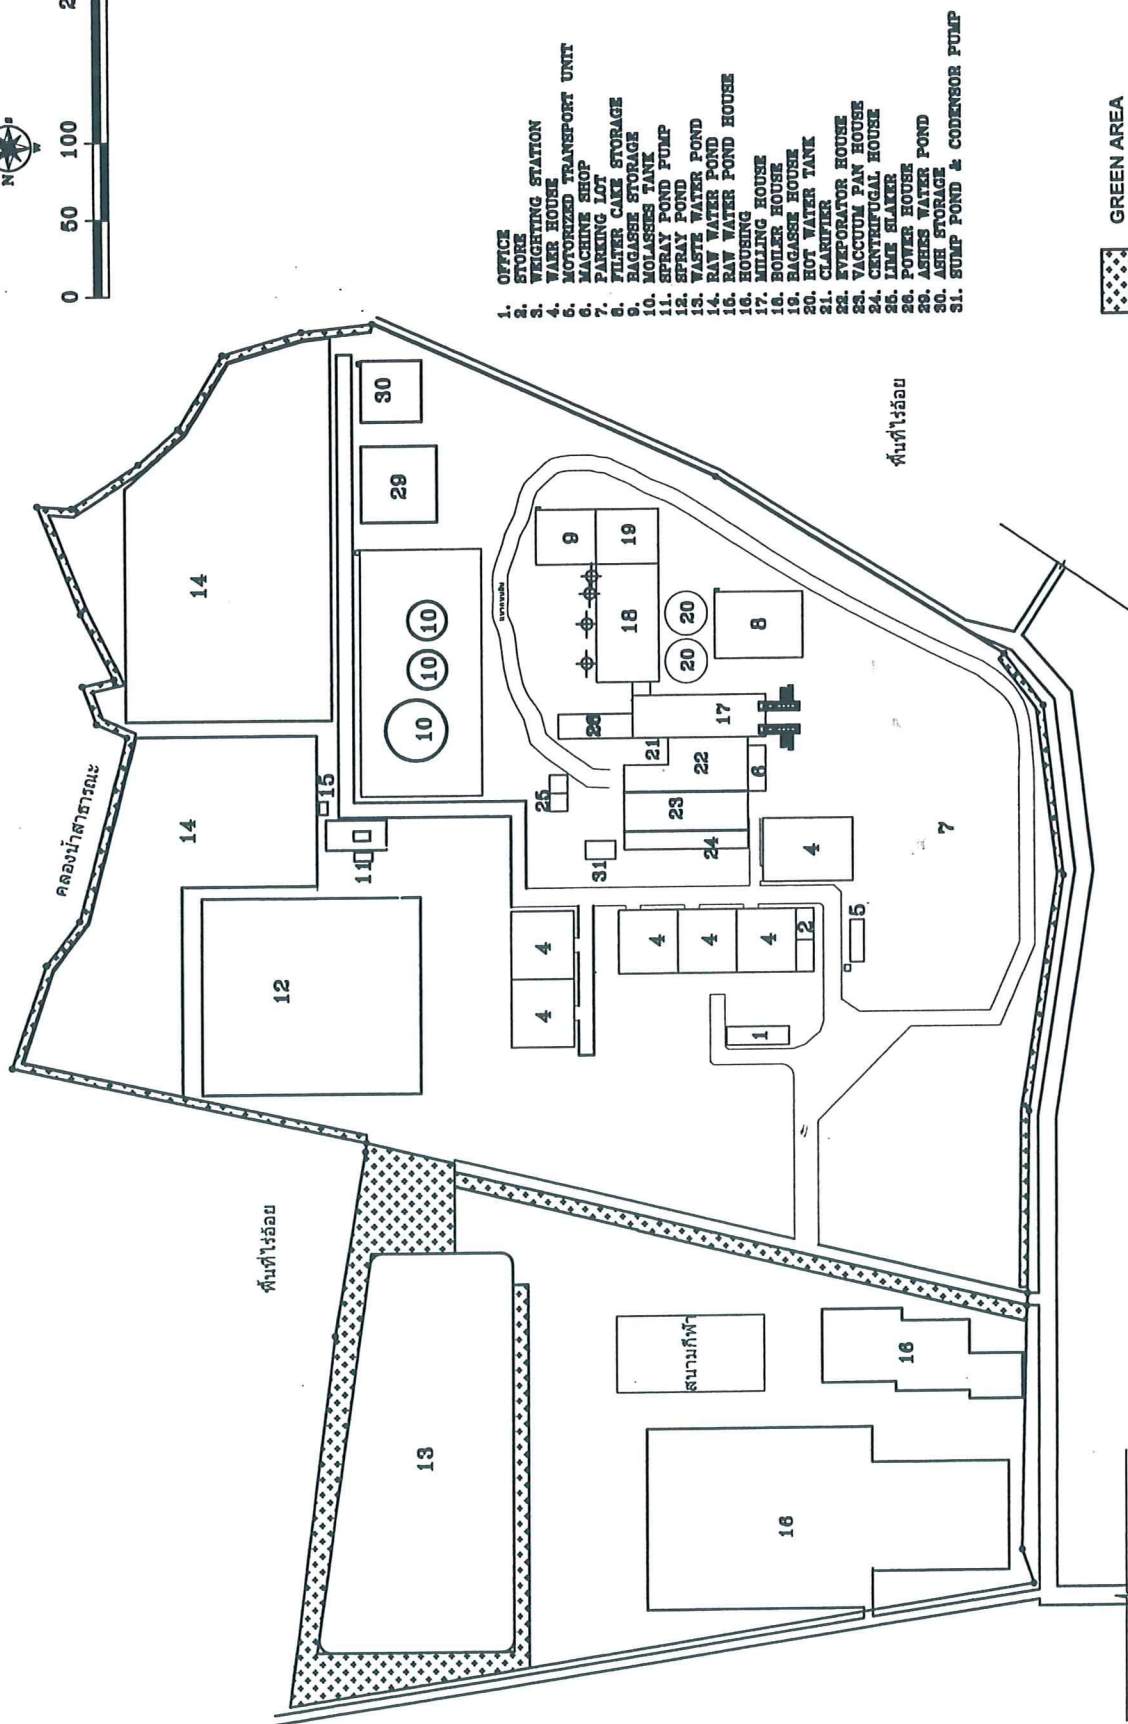 N
0 50 100 2
1. OFFICE
2. STORE
3. WEIGHTING STATION
4. WAER HOUSE
5. MOTORIZED TRANSPORT UNIT
6. MACHINE SHOP
7. PARKING LOT
8. FILTER CAKE STORAGE
9. BAGASSE STORAGE
10. MOLASSES TANK
11. SPRAY POND PUMP
12. SPRAY POND
13. WASTE WATER POND
14. RAW WATER POND
15. RAW WATER POND HOUSE
16. HOUSING
17. MILLING HOUSE
18. BOILER HOUSE
19. BAGASSE HOUSE
20. HOT WATER TANK
21. CLARIFIER
22. EVPORATOR HOUSE
23. VACCUUM PAN HOUSE
24. CENTRIFUGAL HOUSE
25. LIME SLAKER
26. POWER HOUSE
29. ASHES WATER POND
30. ASH STORAGE
31. SUMP POND & CODENSOR PUMP
GREEN AREA
คลองน้ำสาธารณะ
พื้นที่ไร่อ้อย
พื้นที่ไร่อ้อย
สนามกีฬา
14
14
15
11
12
13
10
10
10
29
30
9
19
18
20
20
8
17
26
21
22
6
23
24
25
31
4
4
4
4
4
4
2
5
1
7
16
16